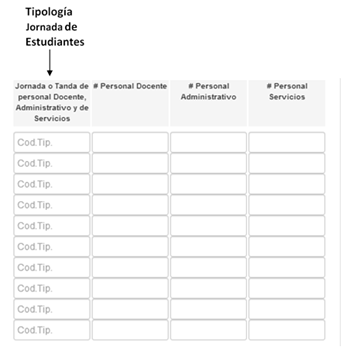 Tipología
Jornada de
Estudiantes
Jornada o Tanda de personal Docente, Administrativo y de Servicios
# Personal Docente
# Personal Administrativo
# Personal Servicios
Cod.Tip.
Cod.Tip.
Cod.Tip.
Cod.Tip.
Cod.Tip.
Cod.Tip.
Cod.Tip.
Cod.Tip.
Cod.Tip.
Cod.Tip.